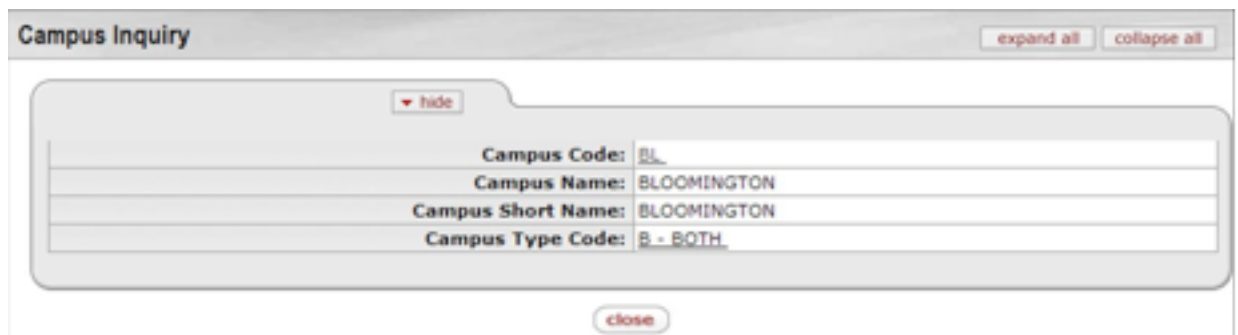 Campus Inquiry expand all collapse all
hide
Campus Code: BL
Campus Name: BLOOMINGTON
Campus Short Name: BLOOMINGTON
Campus Type Code: B - BOTH
close